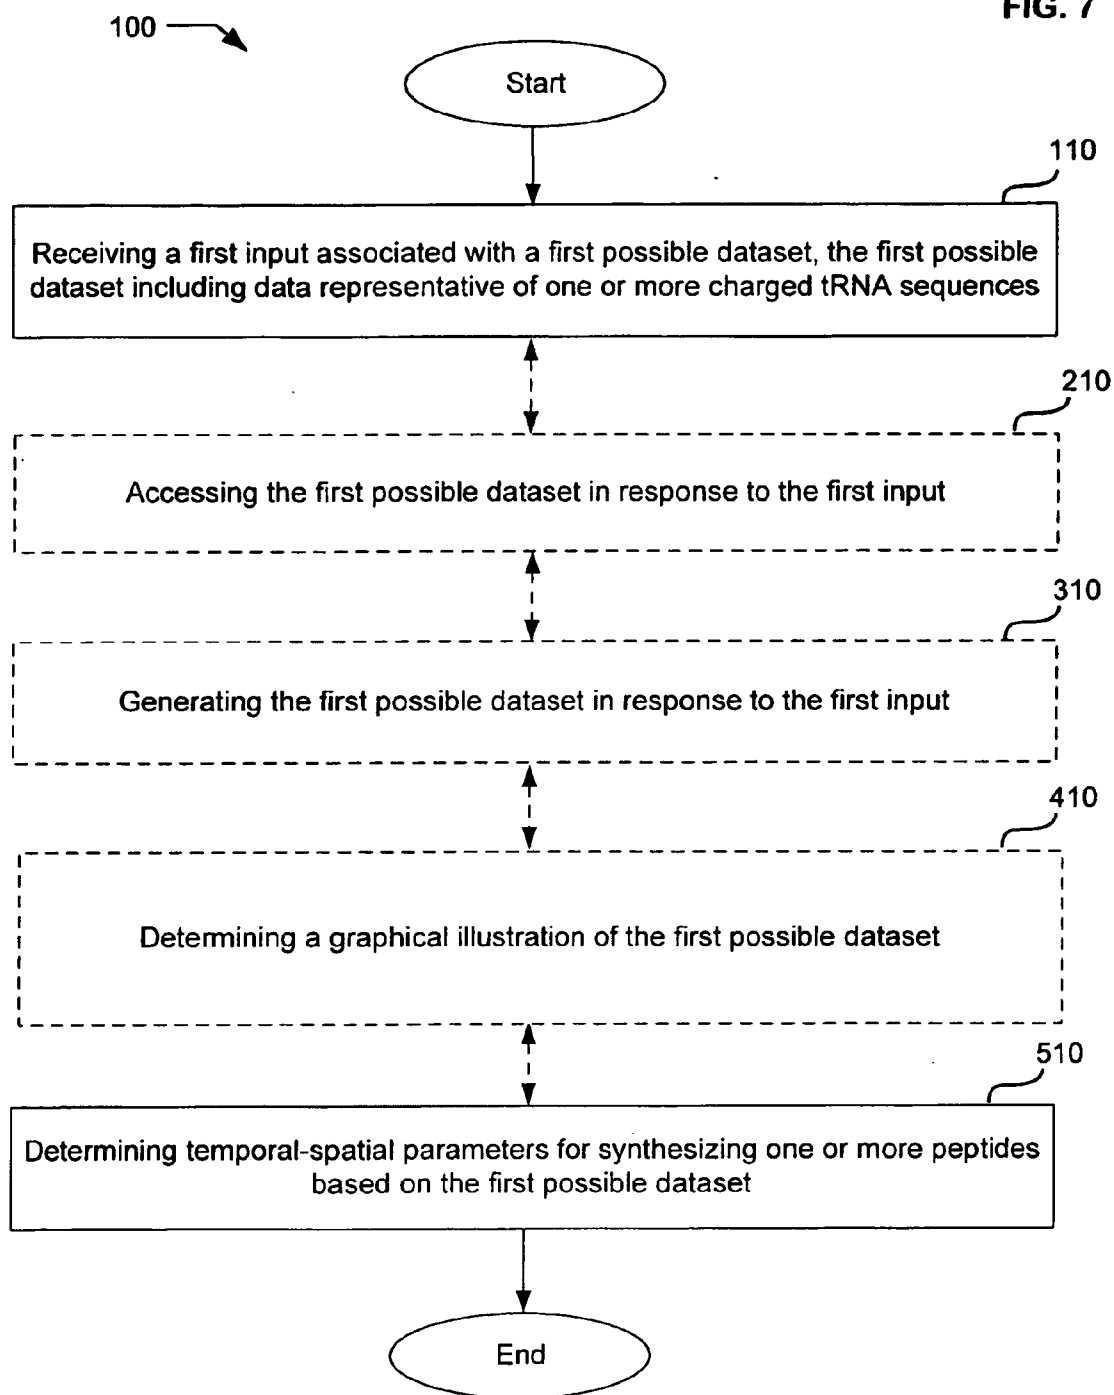 FIG. 7
100
Start
110
Receiving a first input associated with a first possible dataset, the first possible
dataset including data representative of one or more charged tRNA sequences
210
Accessing the first possible dataset in response to the first input
310
Generating the first possible dataset in response to the first input
410
Determining a graphical illustration of the first possible dataset
510
Determining temporal-spatial parameters for synthesizing one or more peptides
based on the first possible dataset
End